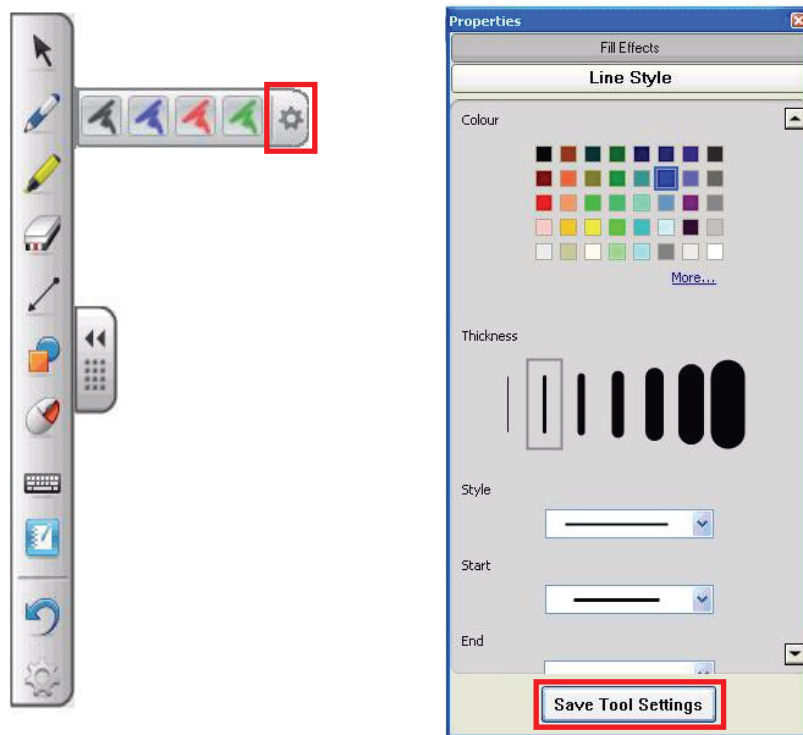 Properties
Fill Effects
Line Style
Colour
More...
Thickness
Style
Start
End
Save Tool Settings